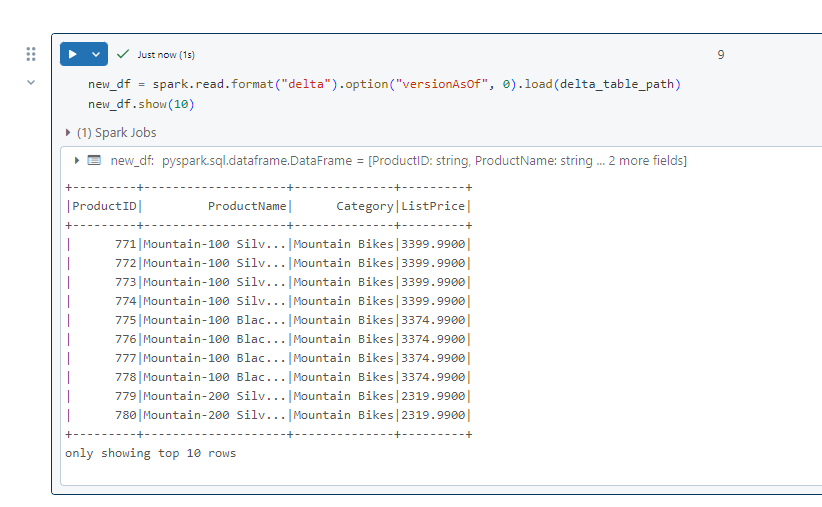 Just now (1s)
9
new_df = spark.read.format("delta").option("versionAsOf", 0).load(delta_table_path)
new_df.show(10)
(1) Spark Jobs
new_df: pyspark.sql.dataframe.DataFrame = [ProductID: string, ProductName: string ... 2 more fields]
+---------+--------------------+--------------+---------+
|ProductID|         ProductName|      Category|ListPrice|
+---------+--------------------+--------------+---------+
|      771|Mountain-100 Silv...|Mountain Bikes|3399.9900|
|      772|Mountain-100 Silv...|Mountain Bikes|3399.9900|
|      773|Mountain-100 Silv...|Mountain Bikes|3399.9900|
|      774|Mountain-100 Silv...|Mountain Bikes|3399.9900|
|      775|Mountain-100 Blac...|Mountain Bikes|3374.9900|
|      776|Mountain-100 Blac...|Mountain Bikes|3374.9900|
|      777|Mountain-100 Blac...|Mountain Bikes|3374.9900|
|      778|Mountain-100 Blac...|Mountain Bikes|3374.9900|
|      779|Mountain-200 Silv...|Mountain Bikes|2319.9900|
|      780|Mountain-200 Silv...|Mountain Bikes|2319.9900|
+---------+--------------------+--------------+---------+
only showing top 10 rows